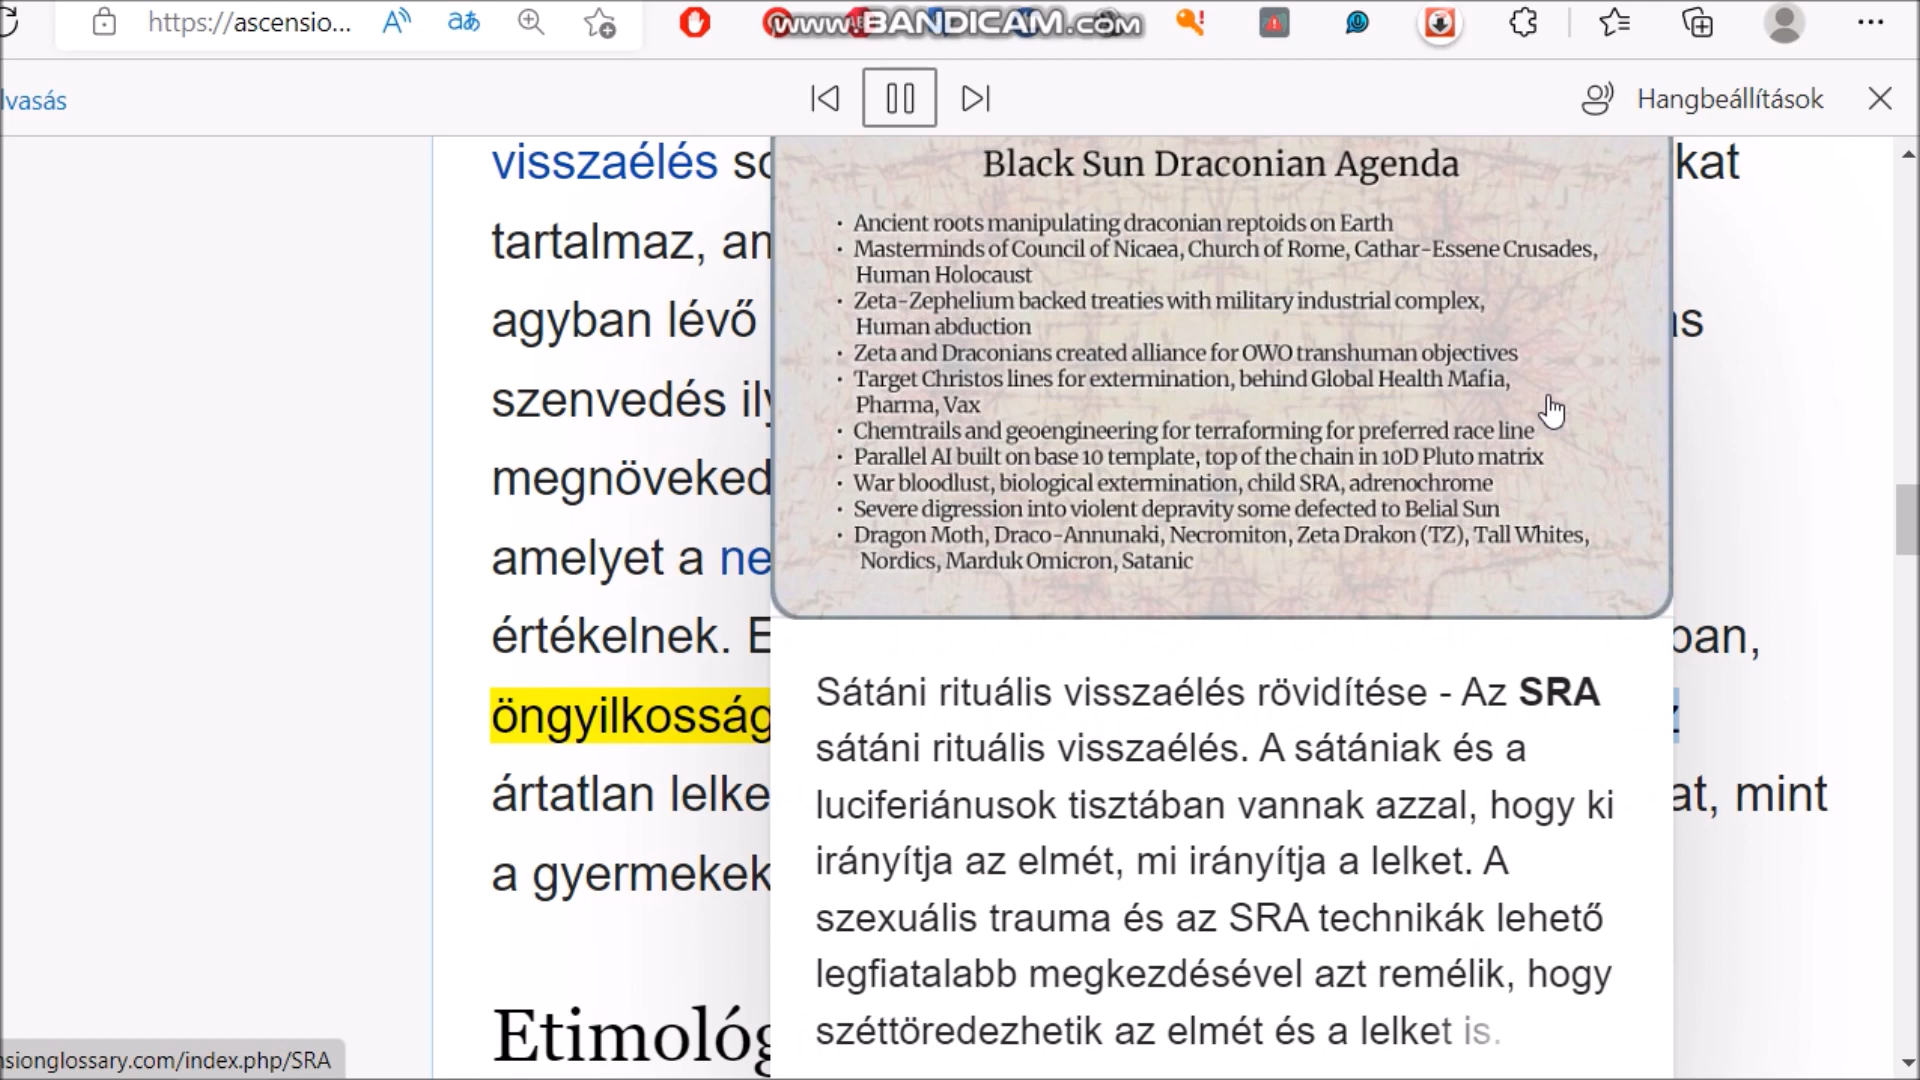 https://ascensio...
www.BANDICAM.com
lvasás
Hangbeállítások
visszaélés
kat
tartalmaz,
agyban lévő
szenvedés
megnöveked
amelyet a
értékelnek.
ban,
öngyilkosság
ártatlan lelke
at, mint
a gyermekek
Etimológ
Black Sun Draconian Agenda
· Ancient roots manipulating draconian reptoids on Earth
· Masterminds of Council of Nicaea, Church of Rome, Cathar-Essene Crusades,
Human Holocaust
· Zeta-Zephelium backed treaties with military industrial complex,
Human abduction
· Zeta and Draconians created alliance for OWO transhuman objectives
· Target Christos lines for extermination, behind Global Health Mafia,
Pharma, Vax
· Chemtrails and geoengineering for terraforming for preferred race line
· Parallel AI built on base 10 template, top of the chain in 10D Pluto matrix
· War bloodlust, biological extermination, child SRA, adrenochrome
· Severe digression into violent depravity some defected to Belial Sun
· Dragon Moth, Draco-Annunaki, Necromiton, Zeta Drakon (TZ), Tall Whites,
Nordics, Marduk Omicron, Satanic
Sátáni rituális visszaélés rövidítése - Az SRA
sátáni rituális visszaélés. A sátániak és a
luciferiánusok tisztában vannak azzal, hogy ki
irányítja az elmét, mi irányítja a lelket. A
szexuális trauma és az SRA technikák lehető
legfiatalabb megkezdésével azt remélik, hogy
széttöredezhetik az elmét és a lelket is.
nsionglossary.com/index.php/SRA